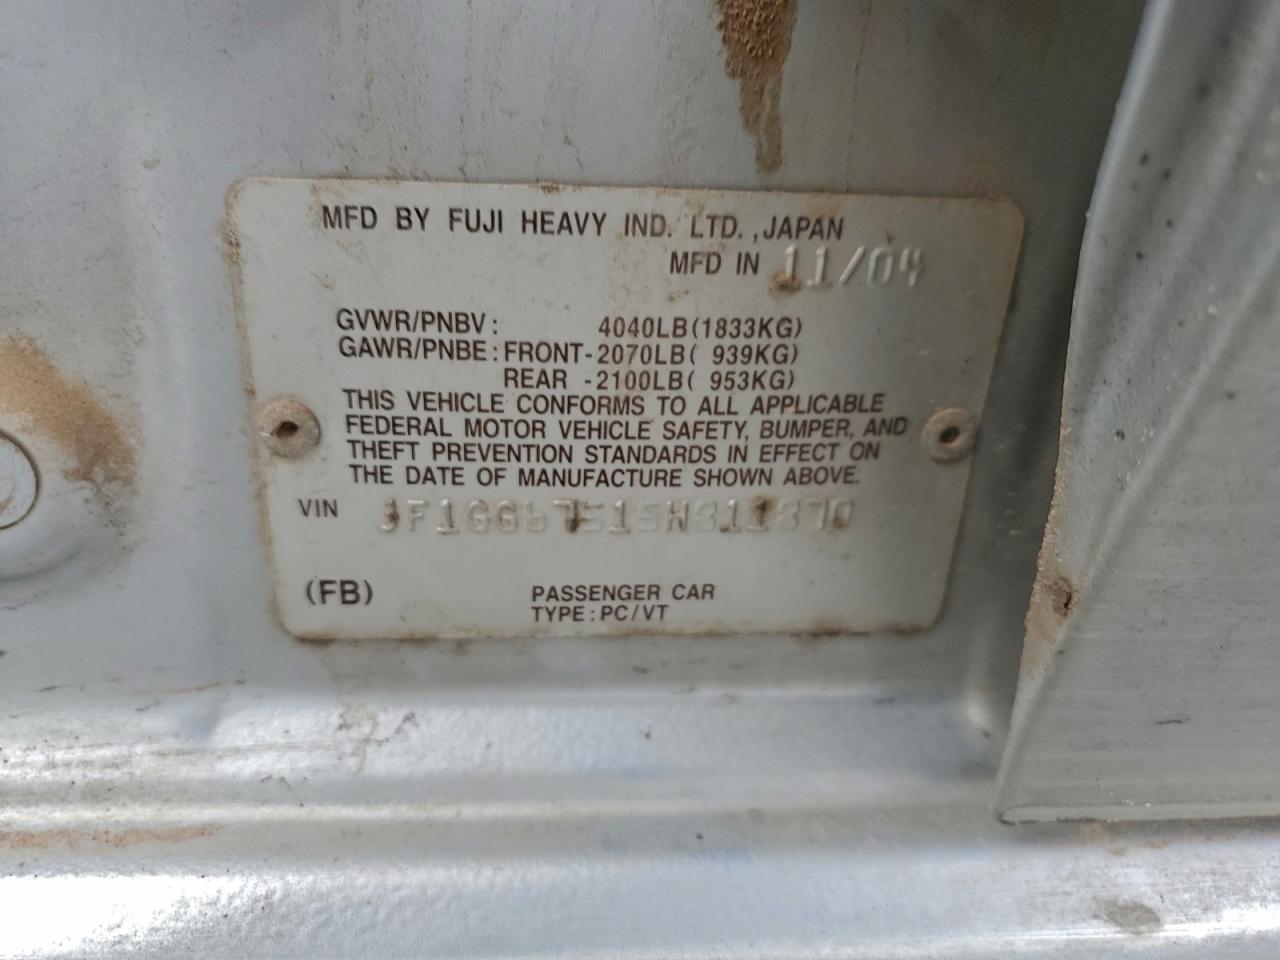 MFD BY FUJI HEAVY IND. LTD.,JAPAN
MFD IN 11/04
GVWR/PNBV: 4040LB(1833KG)
GAWR/PNBE: FRONT-2070LB( 939KG)
REAR -2100LB( 953KG)
THIS VEHICLE CONFORMS TO ALL APPLICABLE
FEDERAL MOTOR VEHICLE SAFETY, BUMPER, AND
THEFT PREVENTION STANDARDS IN EFFECT ON
THE DATE OF MANUFACTURE SHOWN ABOVE.
VIN
(FB) PASSENGER CAR
TYPE:PC/VT